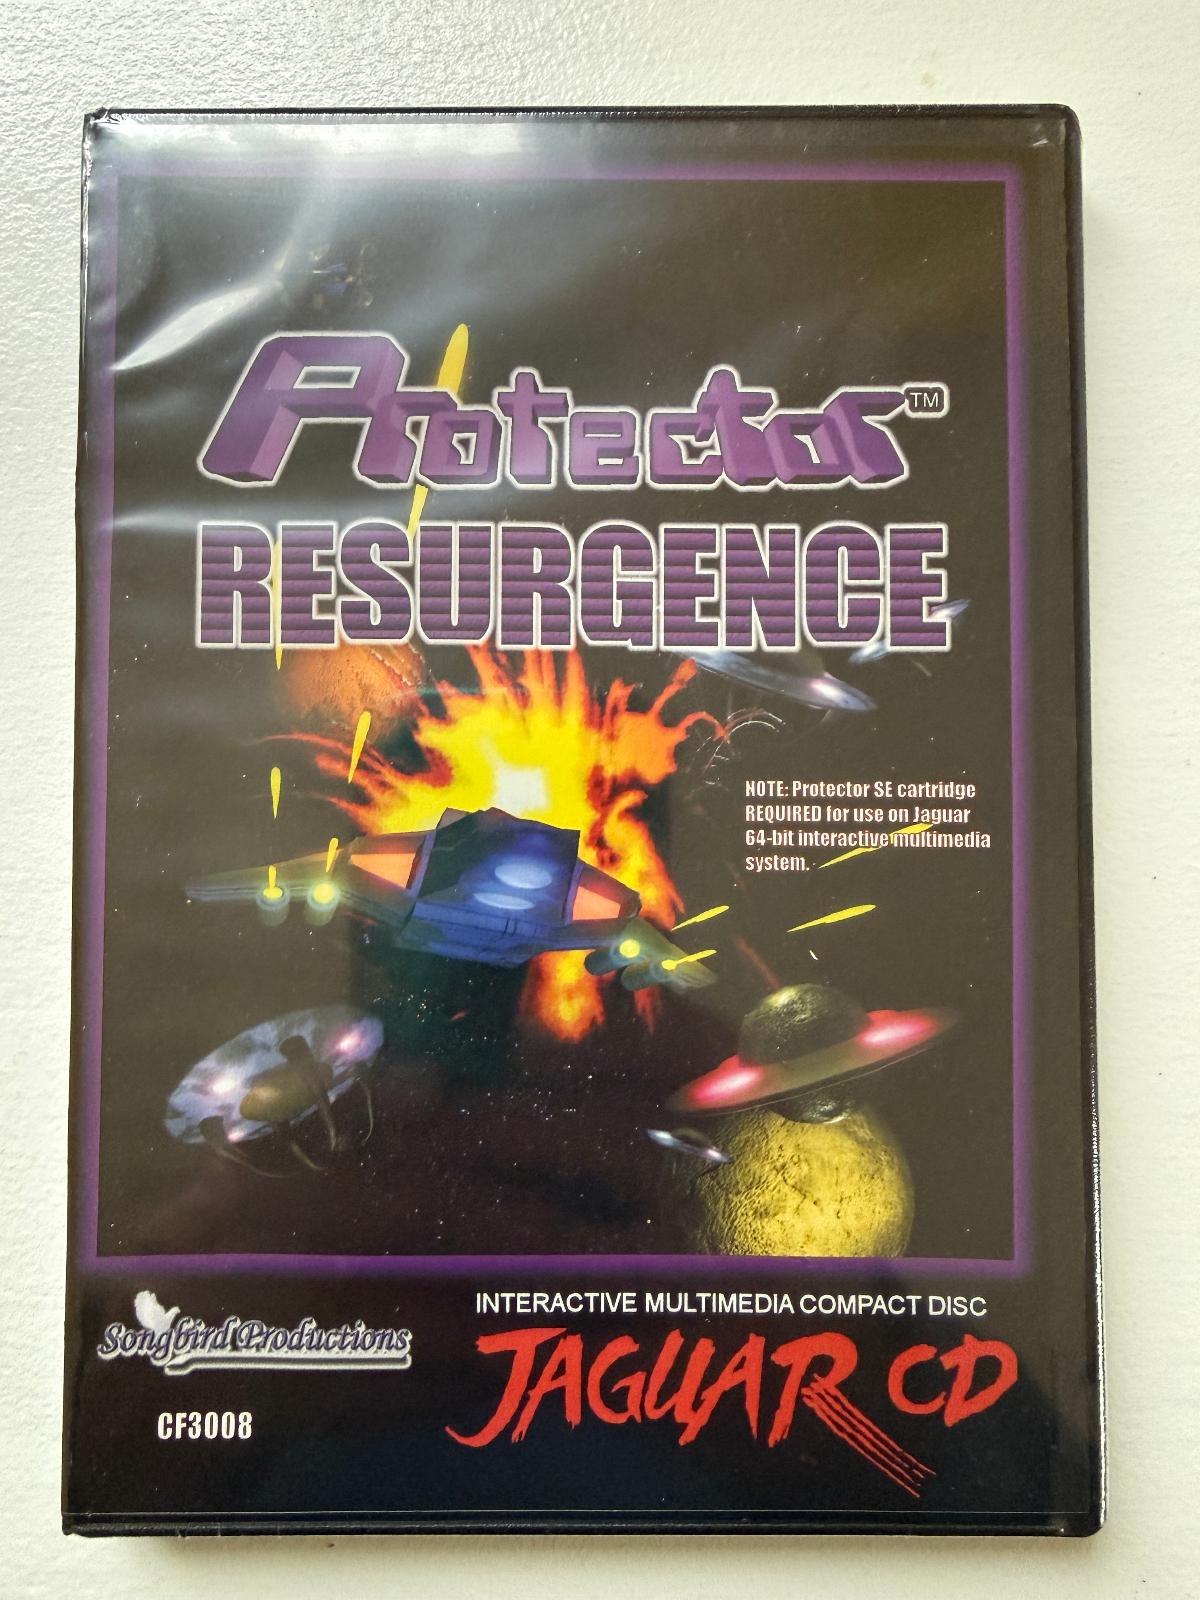 Protector™
RESURGENCE
NOTE: Protector SE cartridge
REQUIRED for use on Jaguar
64-bit interactive multimedia
system.
INTERACTIVE MULTIMEDIA COMPACT DISC
Songbird Productions
JAGUAR CD
CF3008